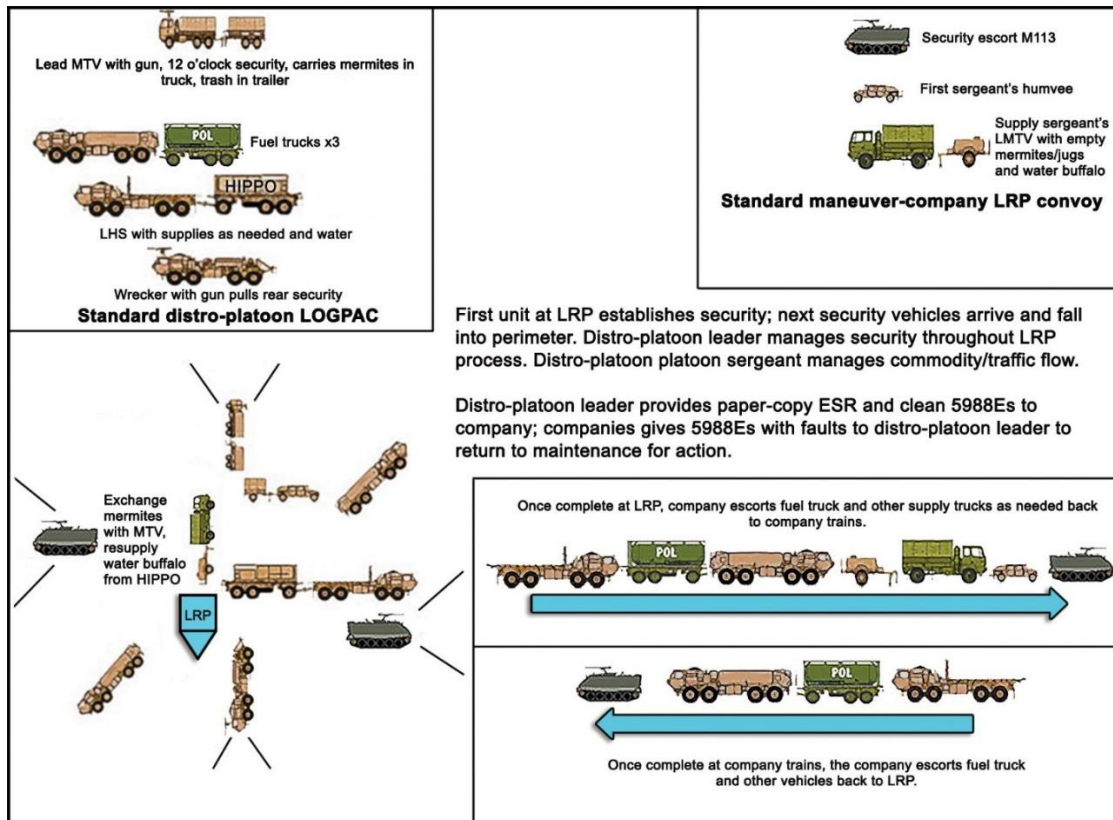 Lead MTV with gun, 12 o'clock security, carries mermites in
truck, trash in trailer
POL
Fuel trucks x3
HIPPO
LHS with supplies as needed and water
Wrecker with gun pulls rear security
Standard distro-platoon LOGPAC
Security escort M113
First sergeant's humvee
Supply sergeant's
LMTV with empty
mermites/jugs
and water buffalo
Standard maneuver-company LRP convoy
First unit at LRP establishes security; next security vehicles arrive and fall
into perimeter. Distro-platoon leader manages security throughout LRP
process. Distro-platoon platoon sergeant manages commodity/traffic flow.
Distro-platoon leader provides paper-copy ESR and clean 5988Es to
company; companies gives 5988Es with faults to distro-platoon leader to
return to maintenance for action.
Exchange
mermites
with MTV,
resupply
water buffalo
from HIPPO
LRP
Once complete at LRP, company escorts fuel truck and other supply trucks as needed back
to company trains.
POL
POL
Once complete at company trains, the company escorts fuel truck
and other vehicles back to LRP.